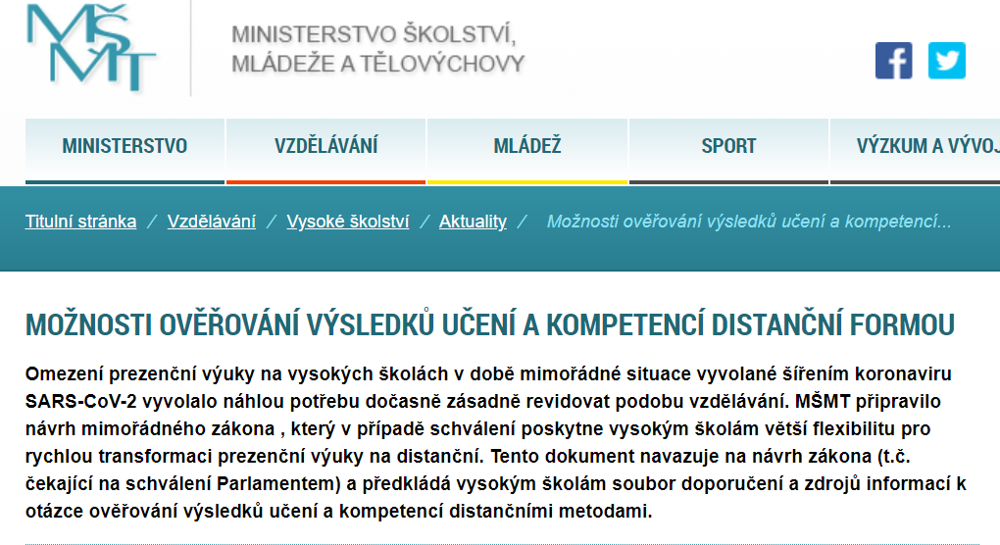 MŠMT
MINISTERSTVO ŠKOLSTVÍ,
MLÁDEŽE A TĚLOVÝCHOVY
MINISTERSTVO
VZDĚLÁVÁNÍ
MLÁDEŽ
SPORT
VÝZKUM A VÝVOJ
Titulní stránka / Vzdělávání / Vysoké školství / Aktuality / Možnosti ověřování výsledků učení a kompetencí...
MOŽNOSTI OVĚŘOVÁNÍ VÝSLEDKŮ UČENÍ A KOMPETENCÍ DISTANČNÍ FORMOU
Omezení prezenční výuky na vysokých školách v době mimořádné situace vyvolané šířením koronaviru
SARS-CoV-2 vyvolalo náhlou potřebu dočasně zásadně revidovat podobu vzdělávání. MŠMT připravilo
návrh mimořádného zákona , který v případě schválení poskytne vysokým školám větší flexibilitu pro
rychlou transformaci prezenční výuky na distanční. Tento dokument navazuje na návrh zákona (t.č.
čekající na schválení Parlamentem) a předkládá vysokým školám soubor doporučení a zdrojů informací k
otázce ověřování výsledků učení a kompetencí distančními metodami.